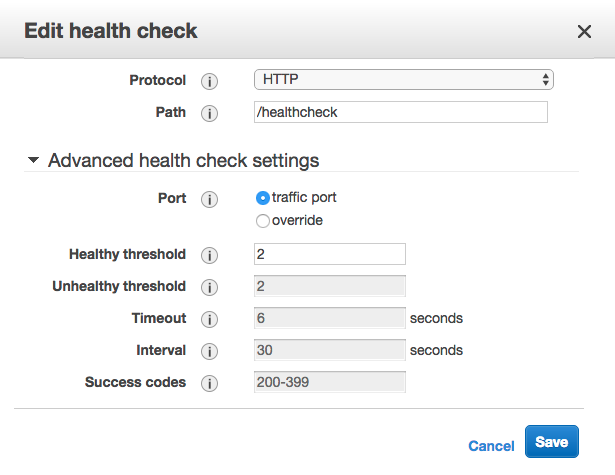 Edit health check
Protocol HTTP
Path /healthcheck
Advanced health check settings
Port traffic port
override
Healthy threshold 2
Unhealthy threshold 2
Timeout 6 seconds
Interval 30 seconds
Success codes 200-399
Cancel Save